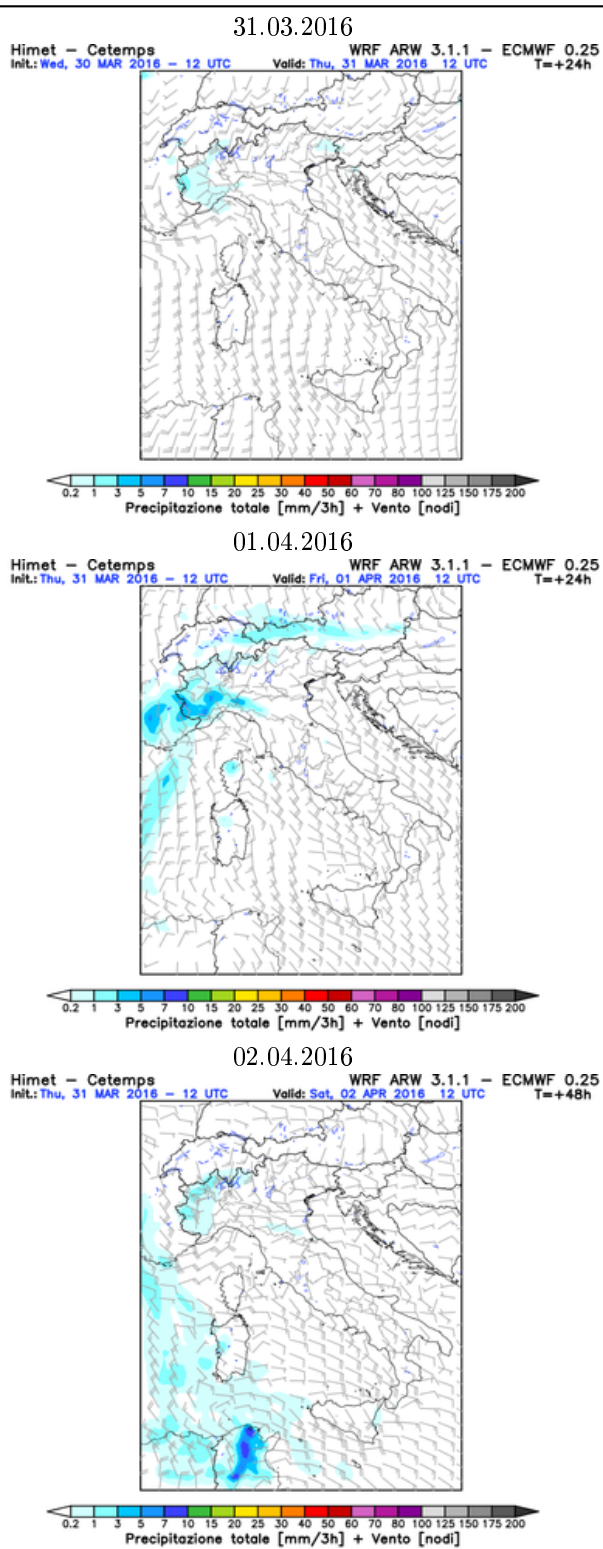 31.03.2016
Himet – Cetemps WRF ARW 3.1.1 – ECMWF 0.25
Init.: Wed, 30 MAR 2016 – 12 UTC Valid: Thu, 31 MAR 2016 12 UTC T=+24h
0.2 1 3 5 7 10 15 20 25 30 40 50 60 70 80 100 125 150 175 200
Precipitazione totale [mm/3h] + Vento [nodi]
01.04.2016
Himet – Cetemps WRF ARW 3.1.1 – ECMWF 0.25
Init.: Thu, 31 MAR 2016 – 12 UTC Valid: Fri, 01 APR 2016 12 UTC T=+24h
0.2 1 3 5 7 10 15 20 25 30 40 50 60 70 80 100 125 150 175 200
Precipitazione totale [mm/3h] + Vento [nodi]
02.04.2016
Himet – Cetemps WRF ARW 3.1.1 – ECMWF 0.25
Init.: Thu, 31 MAR 2016 – 12 UTC Valid: Sat, 02 APR 2016 12 UTC T=+48h
0.2 1 3 5 7 10 15 20 25 30 40 50 60 70 80 100 125 150 175 200
Precipitazione totale [mm/3h] + Vento [nodi]